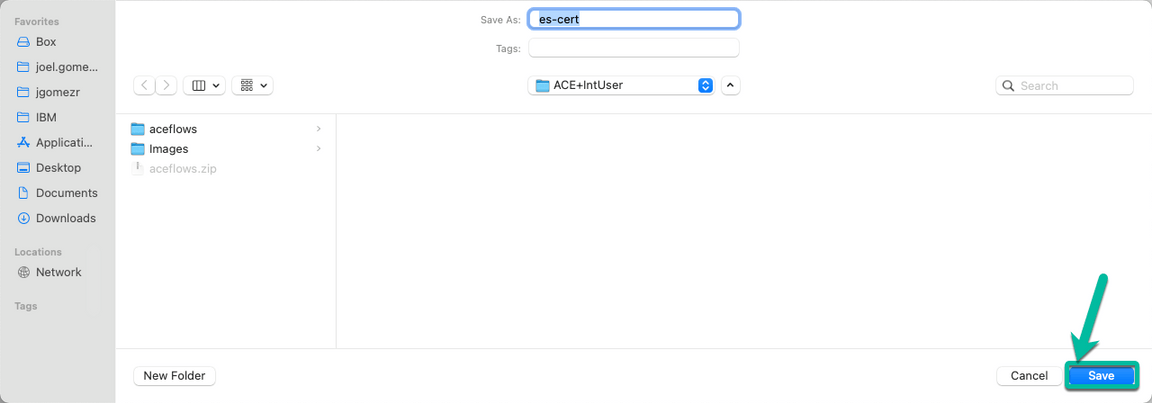 Favorites
Box
joel.gome...
jgomezr
IBM
Applicati...
Desktop
Documents
Downloads
Locations
Network
Tags
Save As: es-cert
Tags:
ACE+IntUser
Search
aceflows
Images
aceflows.zip
New Folder
Cancel
Save